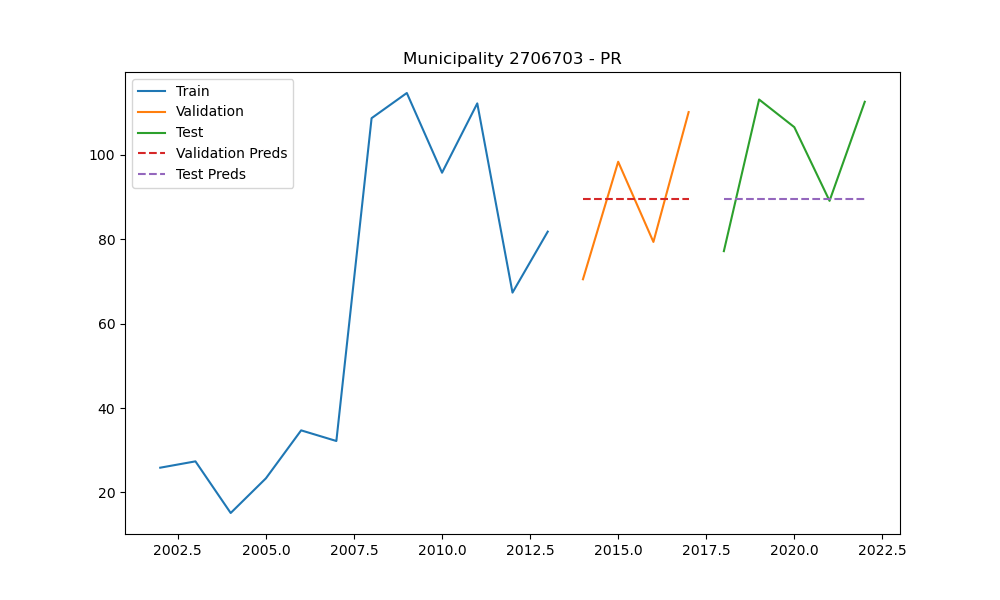 Municipality 2706703 - PR
Train
Validation
Test
Validation Preds
Test Preds
100
80
60
40
20
2002.5 2005.0 2007.5 2010.0 2012.5 2015.0 2017.5 2020.0 2022.5